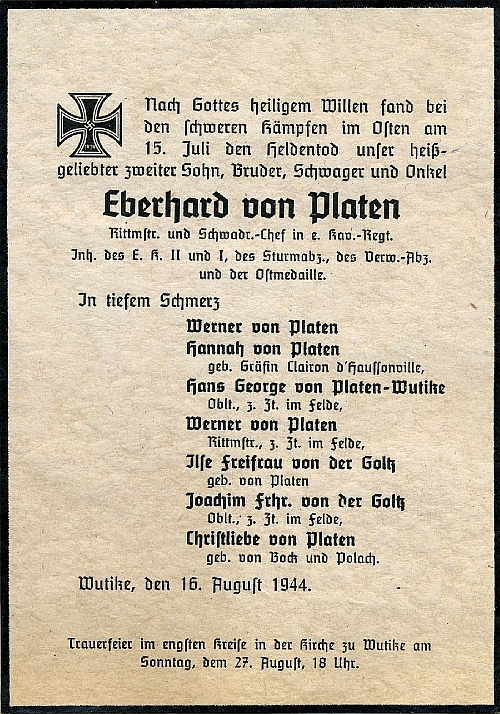 Nach Gottes heiligem Willen fand bei
den schweren Kämpfen im Osten am
15. Juli den Heldentod unser heiß-
geliebter zweiter Sohn, Bruder, Schwager und Onkel
Eberhard von Platen
Rittmstr. und Schwadr.-Chef in e. Kav.-Regt.
Inh. des E. K. II und I, des Sturmabz., des Verw.-Abz.
und der Ostmedaille.
In tiefem Schmerz
Werner von Platen
Hannah von Platen
geb. Gräfin Clairon d'Haussonville,
Hans George von Platen-Wutike
Oblt., z. Zt. im Felde,
Werner von Platen
Rittmstr., z. Zt. im Felde,
Ilse Freifrau von der Goltz
geb. von Platen
Joachim Frhr. von der Goltz
Oblt., z. Zt. im Felde,
Christliebe von Platen
geb. von Bock und Polach.
Wutike, den 16. August 1944.
Trauerfeier im engsten Kreise in der Kirche zu Wutike am
Sonntag, dem 27. August, 18 Uhr.